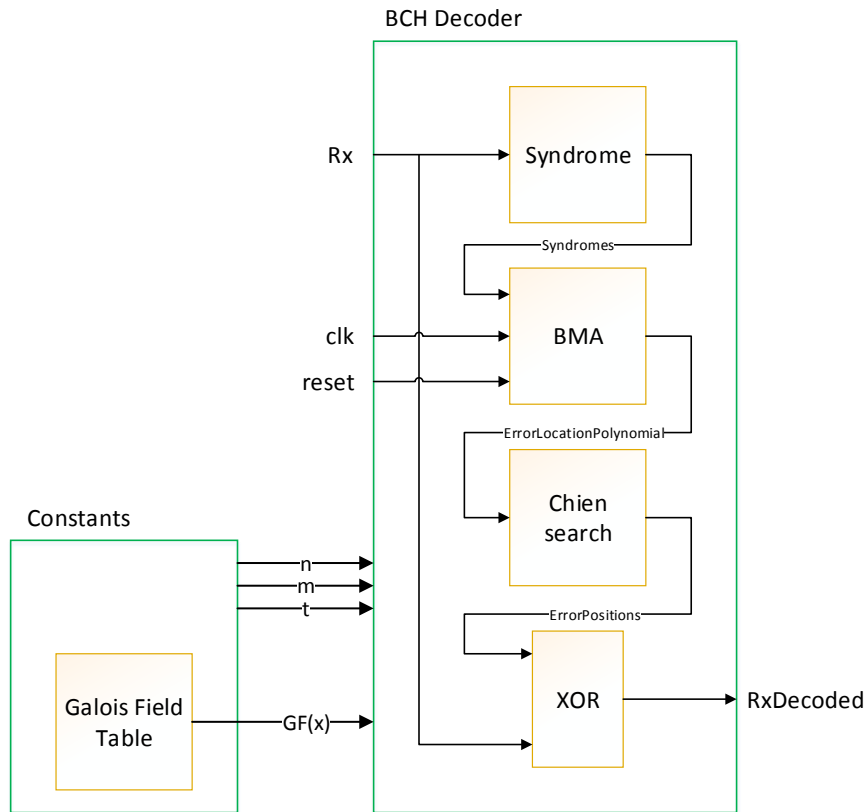 BCH Decoder
Rx
Syndrome
Syndromes
clk
BMA
reset
ErrorLocationPolynomial
Chien
search
Constants
n
m
t
ErrorPositions
Galois Field
Table
GF(x)
XOR
RxDecoded